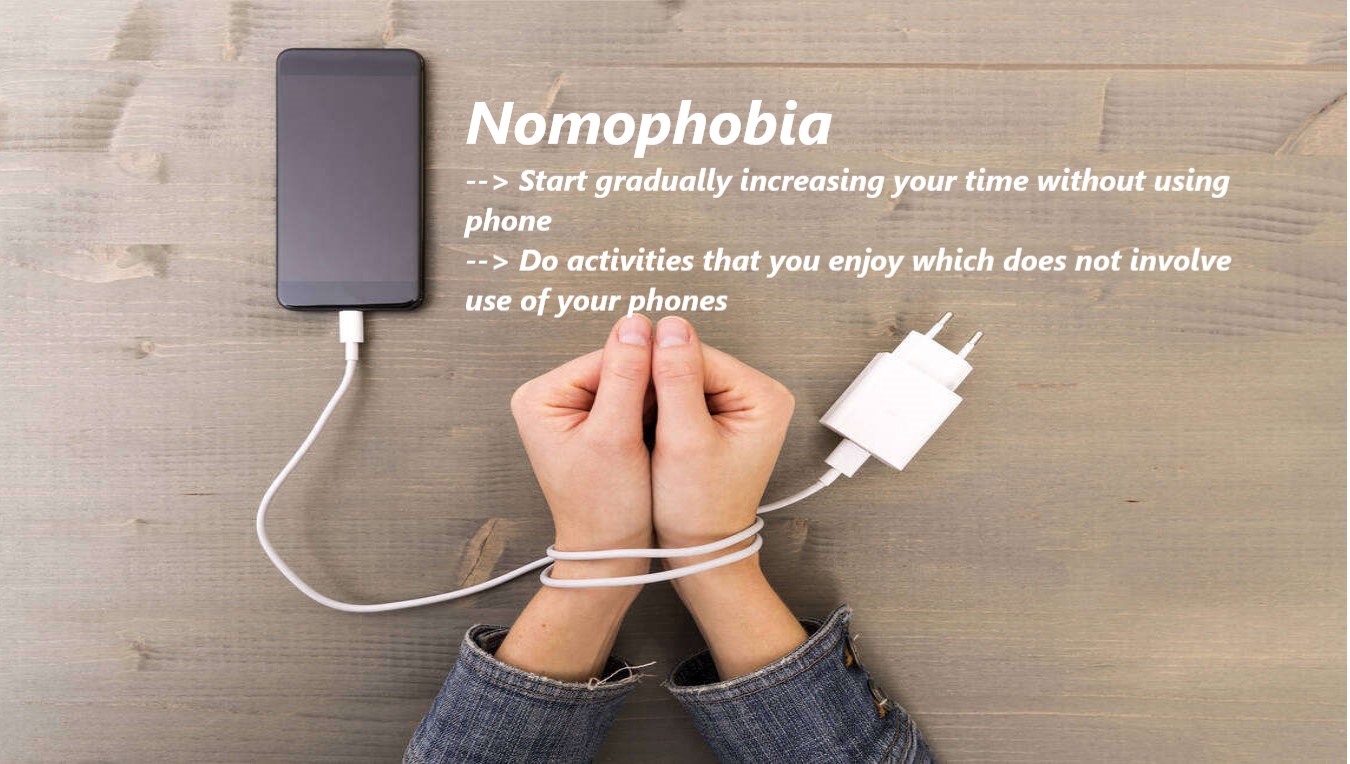 Nomophobia
--> Start gradually increasing your time without using
phone
--> Do activities that you enjoy which does not involve
use of your phones